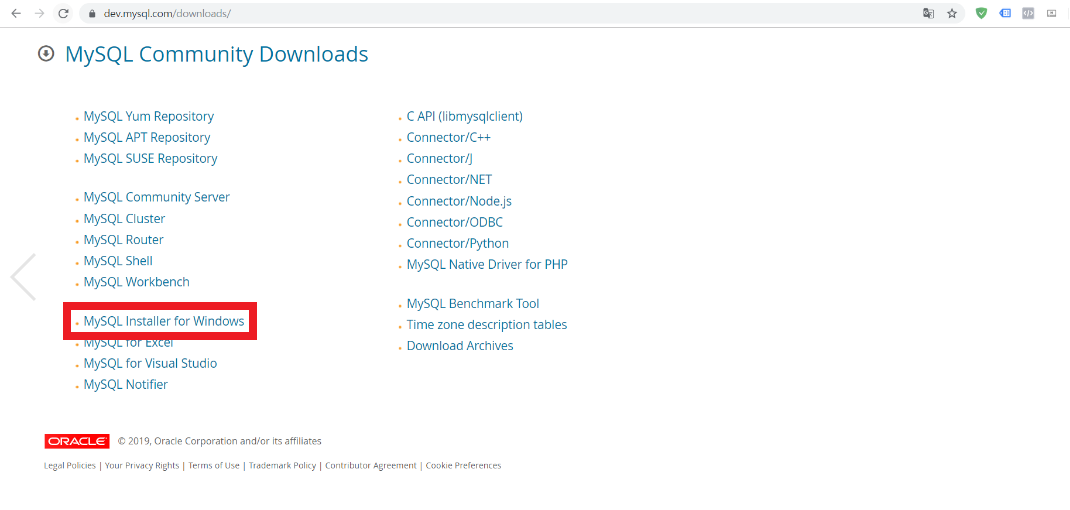 dev.mysql.com/downloads/
MySQL Community Downloads
MySQL Yum Repository
MySQL APT Repository
MySQL SUSE Repository
MySQL Community Server
MySQL Cluster
MySQL Router
MySQL Shell
MySQL Workbench
MySQL Installer for Windows
MySQL for Excel
MySQL for Visual Studio
MySQL Notifier
C API (libmysqlclient)
Connector/C++
Connector/J
Connector/NET
Connector/Node.js
Connector/ODBC
Connector/Python
MySQL Native Driver for PHP
MySQL Benchmark Tool
Time zone description tables
Download Archives
ORACLE © 2019, Oracle Corporation and/or its affiliates
Legal Policies | Your Privacy Rights | Terms of Use | Trademark Policy | Contributor Agreement | Cookie Preferences